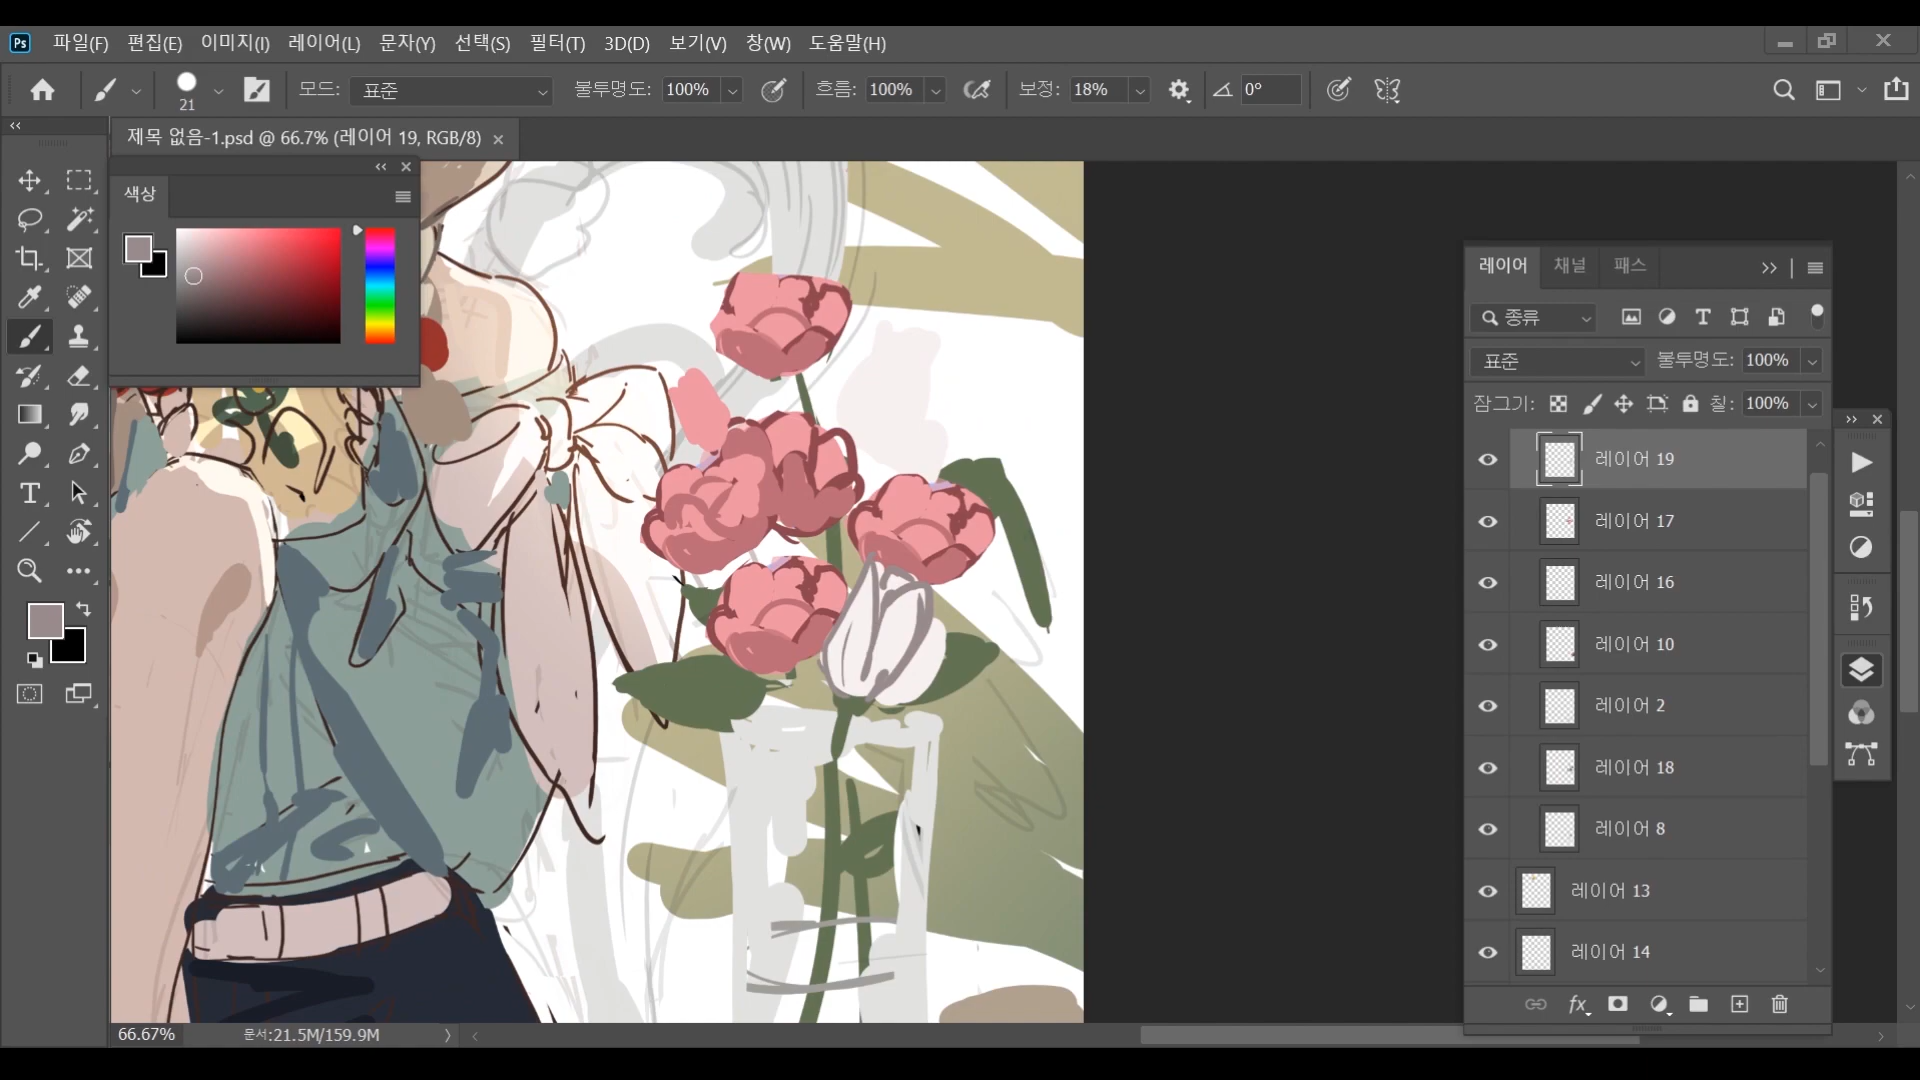 Ps 파일(F) 편집(E) 이미지(I) 레이어(L) 문자(Y) 선택(S) 필터(T) 3D(D) 보기(V) 창(W) 도움말(H)
21 모드: 표준 불투명도: 100% 흐름: 100% 보정: 18% 0°
제목 없음-1.psd @ 66.7% (레이어 19, RGB/8)
색상
레이어 채널 패스
종류
표준 불투명도: 100%
잠그기: 칠: 100%
레이어 19
레이어 17
레이어 16
레이어 10
레이어 2
레이어 18
레이어 8
레이어 13
레이어 14
fx
66.67% 문서:21.5M/159.9M